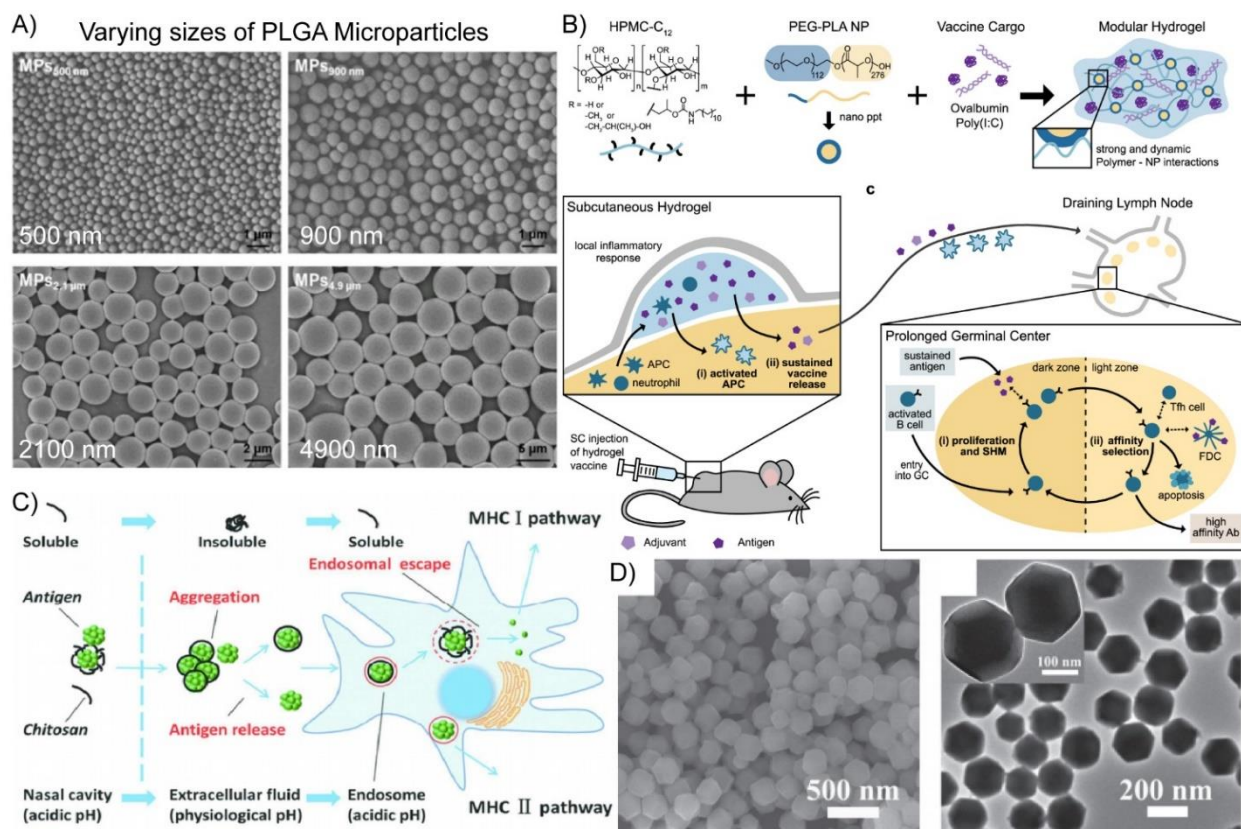 A)
Varying sizes of PLGA Microparticles
MPs500 nm
500 nm
1 µm
MPs900 nm
900 nm
1 µm
MPs2.1 µm
2100 nm
2 µm
MPs4.9 µm
4900 nm
5 µm
B)
HPMC-C12
PEG-PLA NP
Vaccine Cargo
Modular Hydrogel
R = -H or
-CH3 or
-CH2CH(CH3)-OH
112
276
nano ppt
Ovalbumin
Poly(I:C)
strong and dynamic
Polymer - NP interactions
c
Subcutaneous Hydrogel
local inflammatory
response
APC
neutrophil
(i) activated
APC
(ii) sustained
vaccine
release
SC injection
of hydrogel
vaccine
Adjuvant
Antigen
Draining Lymph Node
Prolonged Germinal Center
sustained
antigen
dark zone
light zone
activated
B cell
Tfh cell
(i) proliferation
and SHM
(ii) affinity
selection
FDC
entry
into GC
apoptosis
high
affinity Ab
C)
Soluble
Insoluble
Soluble
MHC I pathway
Endosomal escape
Antigen
Aggregation
Chitosan
Antigen release
Nasal cavity
(acidic pH)
Extracellular fluid
(physiological pH)
Endosome
(acidic pH)
MHC II pathway
D)
500 nm
100 nm
200 nm